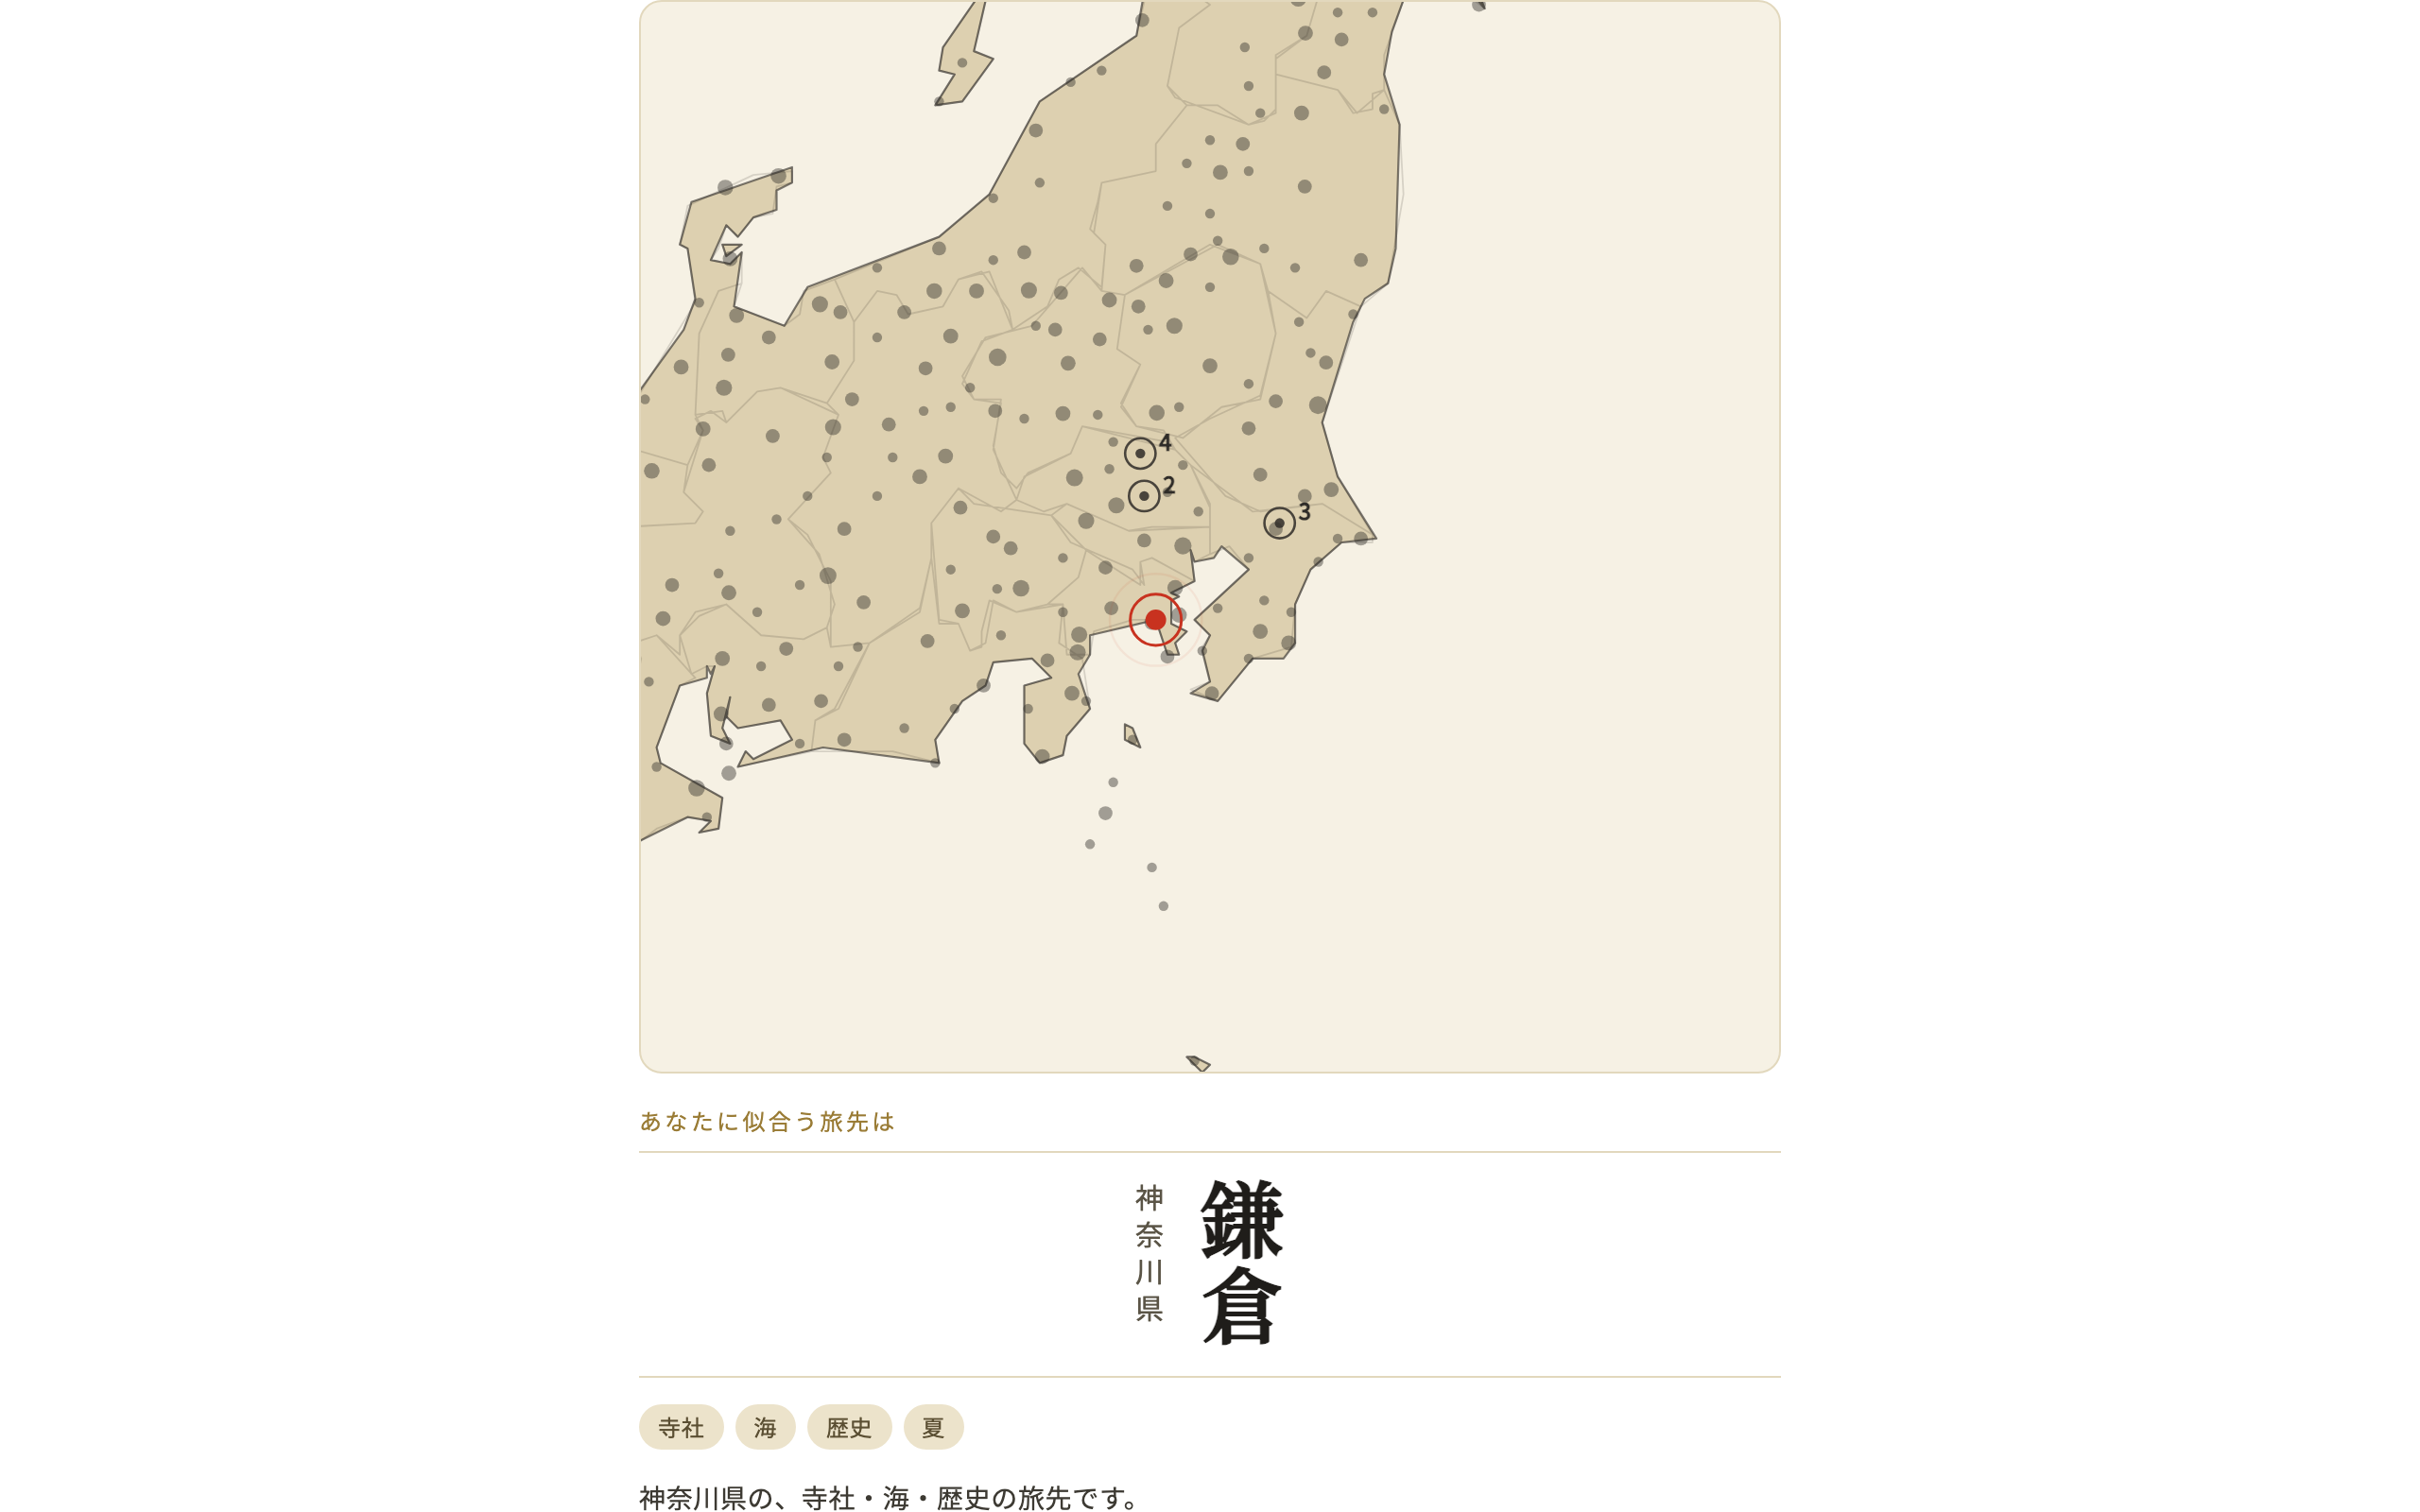 4
2
3
あなたに似合う旅先は
鎌倉
神奈川県
寺社 海 歴史 夏
神奈川県の、寺社・海・歴史の旅先です。